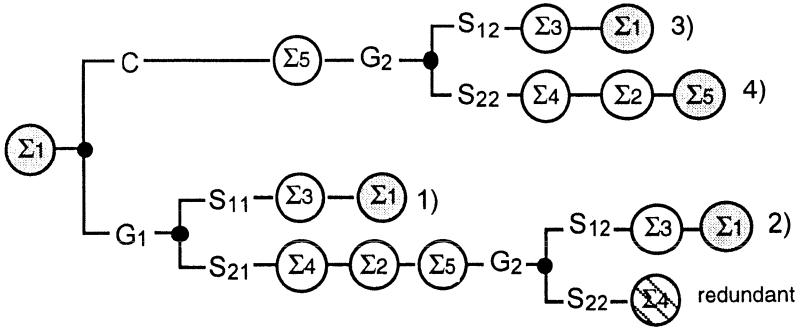 S12 Σ3 Σ1 3)
C Σ5 G2
S22 Σ4 Σ2 Σ5 4)
Σ1
S11 Σ3 Σ1 1)
G1
S12 Σ3 Σ1 2)
S21 Σ4 Σ2 Σ5 G2
S22 Σ4 redundant